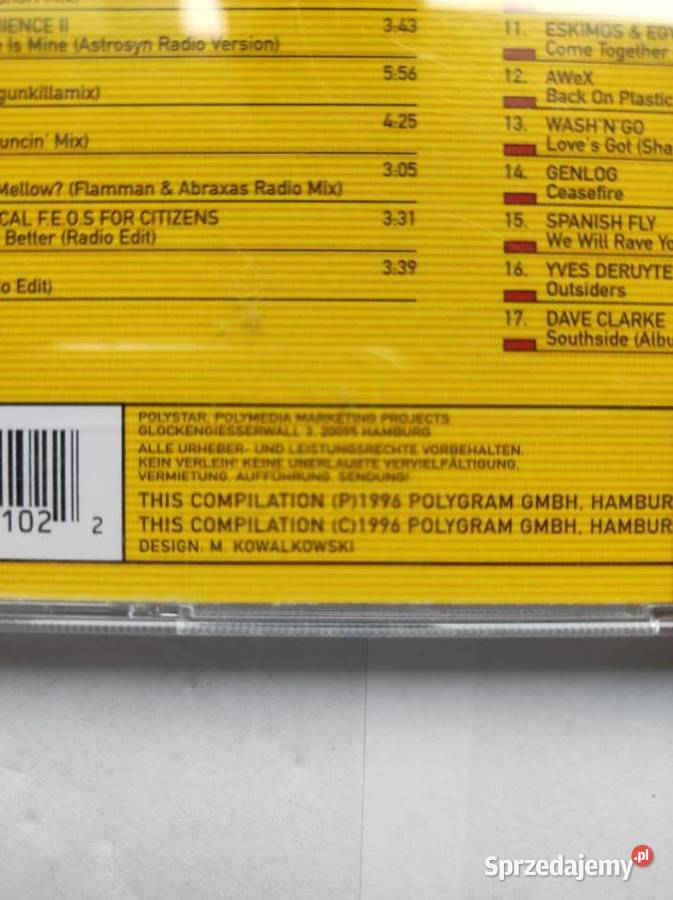 IENCE II 3:43
Is Mine (Astrosyn Radio Version)
5:56
gunkillamix)
4:25
uncin' Mix)
3:05
Mellow? (Flamman & Abraxas Radio Mix)
CAL F.E.O.S FOR CITIZENS 3:31
Better (Radio Edit)
3:39
o Edit)
11. ESKIMOS & EGY
Come Together
12. AWeX
Back On Plastic
13. WASH'N'GO
Love's Got (Sha
14. GENLOG
Ceasefire
15. SPANISH FLY
We Will Rave Yo
16. YVES DERUYTE
Outsiders
17. DAVE CLARKE
Southside (Albu
POLYSTAR, POLYMEDIA MARKETING PROJECTS
GLOCKENGIESSERWALL 3, 20095 HAMBURG
ALLE URHEBER- UND LEISTUNGSRECHTE VORBEHALTEN.
KEIN VERLEIH! KEINE UNERLAUBTE VERVIELFÄLTIGUNG,
VERMIETUNG, AUFFÜHRUNG, SENDUNG!
THIS COMPILATION (P)1996 POLYGRAM GMBH, HAMBUR
THIS COMPILATION (C)1996 POLYGRAM GMBH, HAMBUR
DESIGN: M. KOWALKOWSKI
102 2
Sprzedajemy.pl